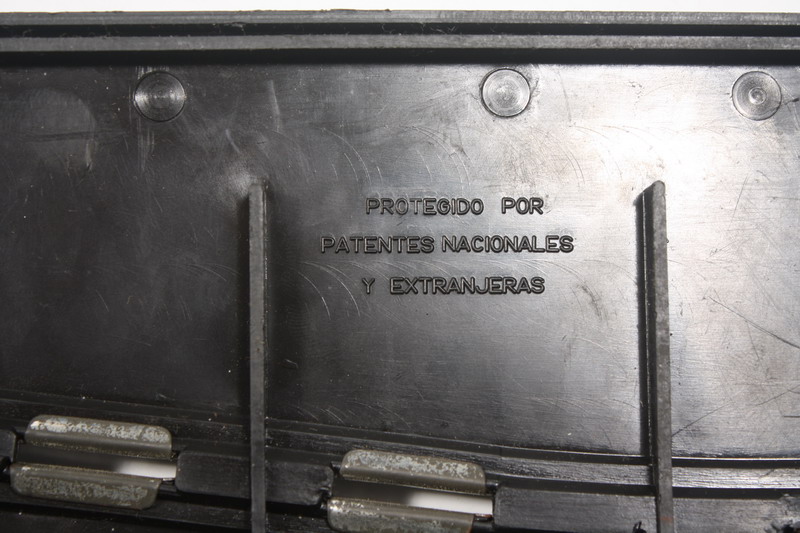 PROTEGIDO POR
PATENTES NACIONALES
Y EXTRANJERAS